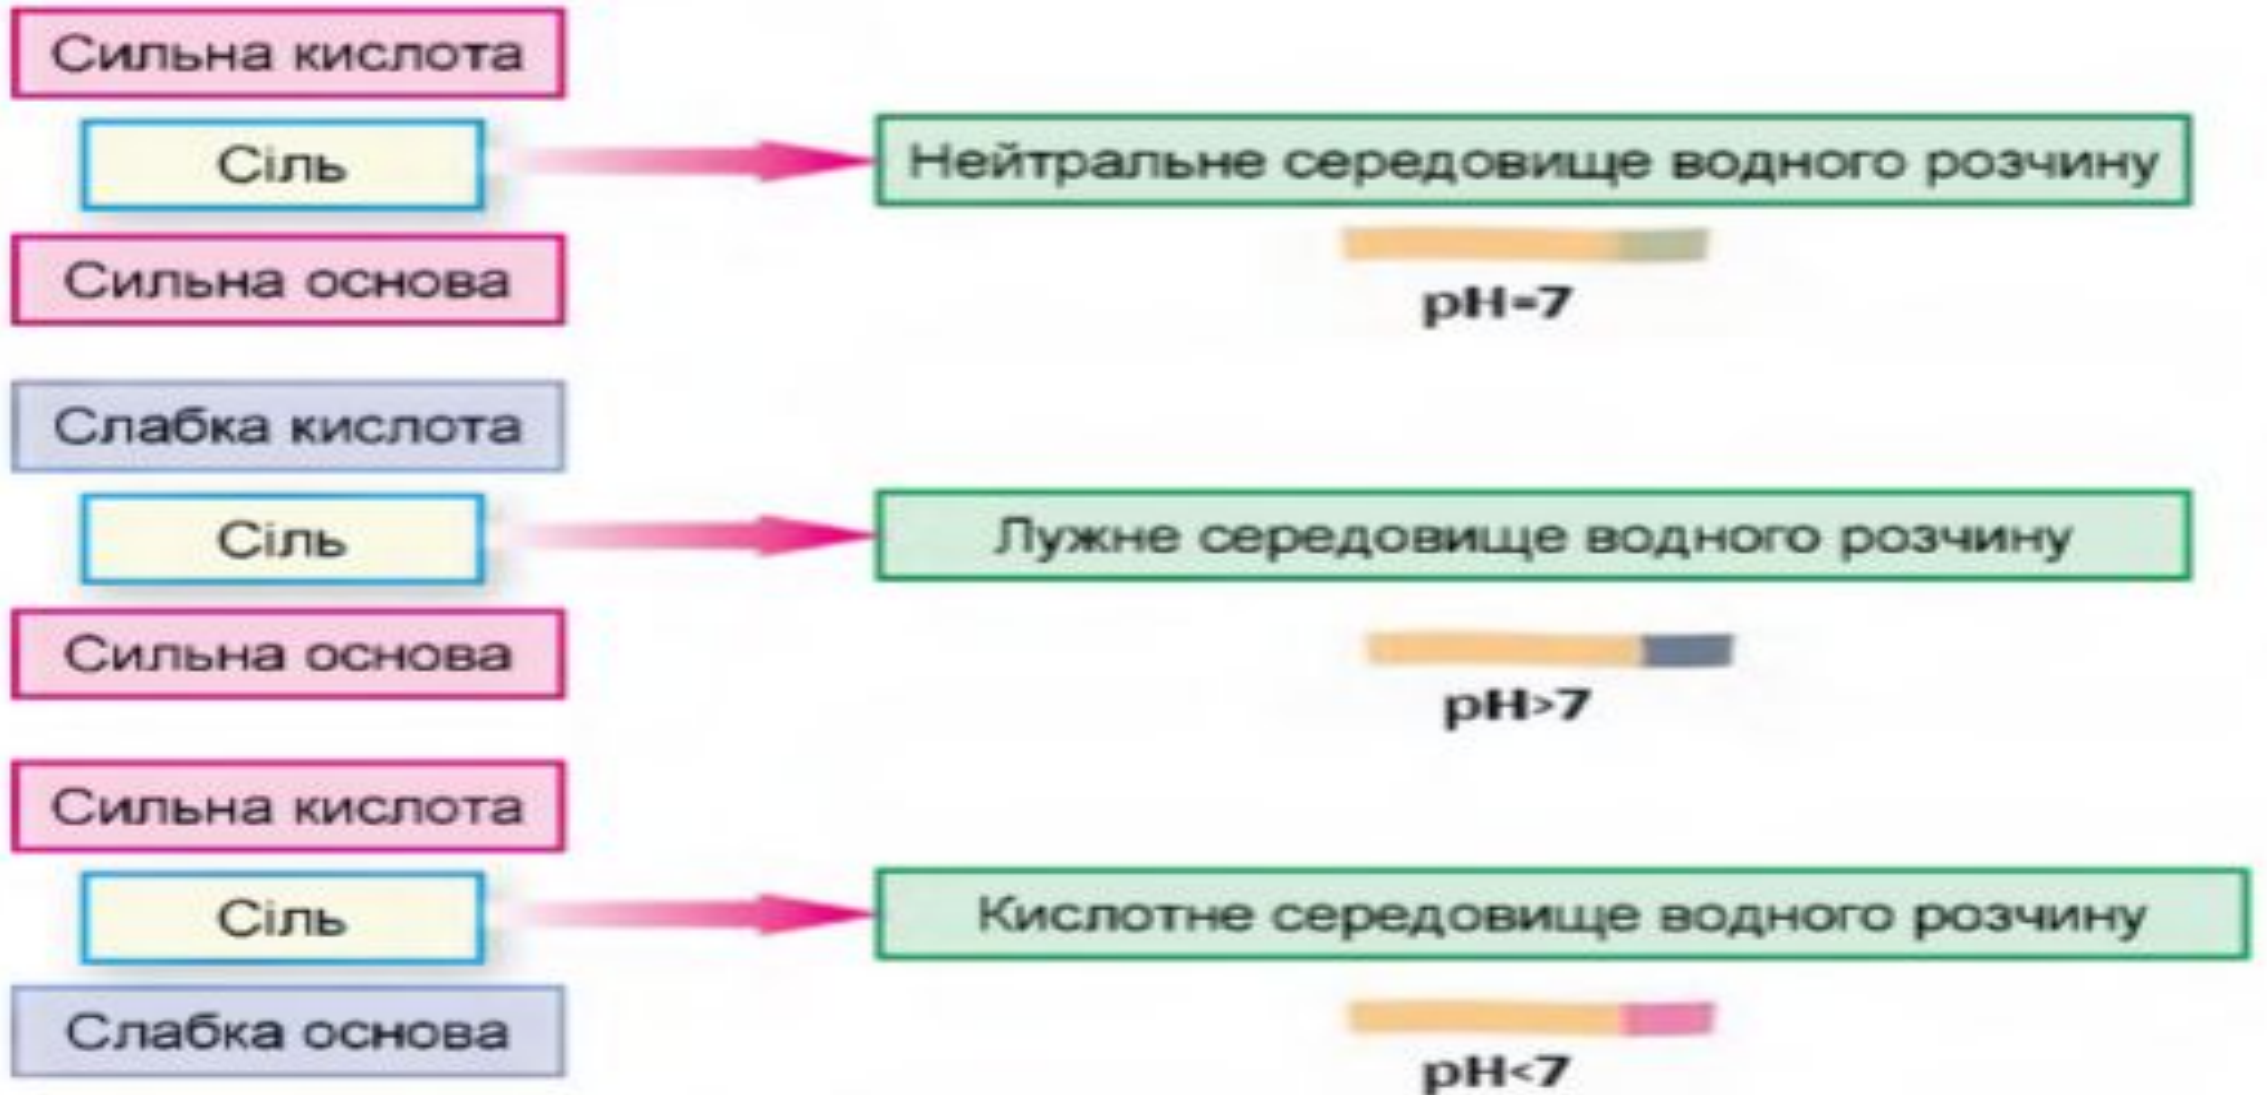 Сильна кислота
Сіль
Нейтральне середовище водного розчину
Сильна основа
pH=7
Слабка кислота
Сіль
Лужне середовище водного розчину
Сильна основа
pH>7
Сильна кислота
Сіль
Кислотне середовище водного розчину
Слабка основа
pH<7